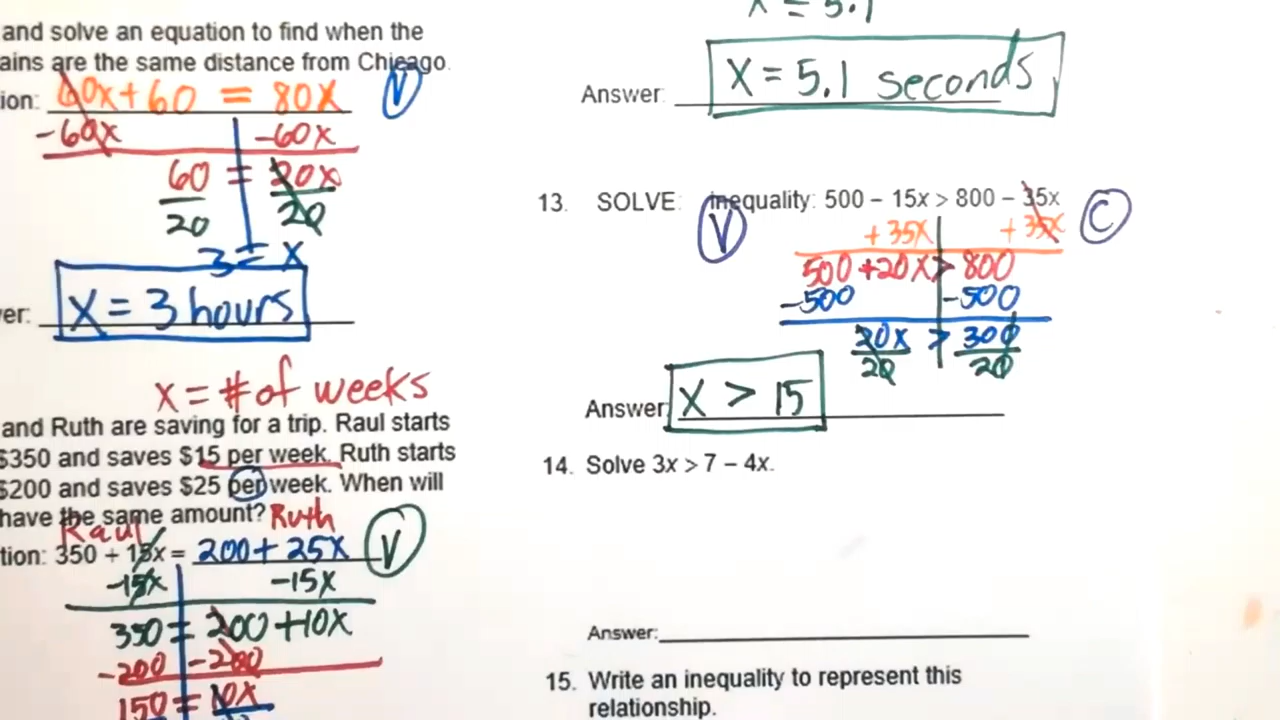 and solve an equation to find when the
ains are the same distance from Chicago.
ion: 60x + 60 = 80x V
-60x -60x
60 = 20x
20 20
3 = x
er: X = 3 hours
x = # of weeks
and Ruth are saving for a trip. Raul starts
$350 and saves $15 per week. Ruth starts
$200 and saves $25 per week. When will
have the same amount? Ruth
Raul
tion: 350 + 15x = 200 + 25x V
-15x -15x
350 = 200 + 10x
-200 -200
150 = 10x
x = 5.1
Answer: X = 5.1 seconds
13. SOLVE: inequality: 500 – 15x > 800 – 35x
V +35x +35x C
500 + 20x > 800
-500 -500
20x > 300
20 20
Answer X > 15
14. Solve 3x > 7 – 4x.
Answer:
15. Write an inequality to represent this
relationship.